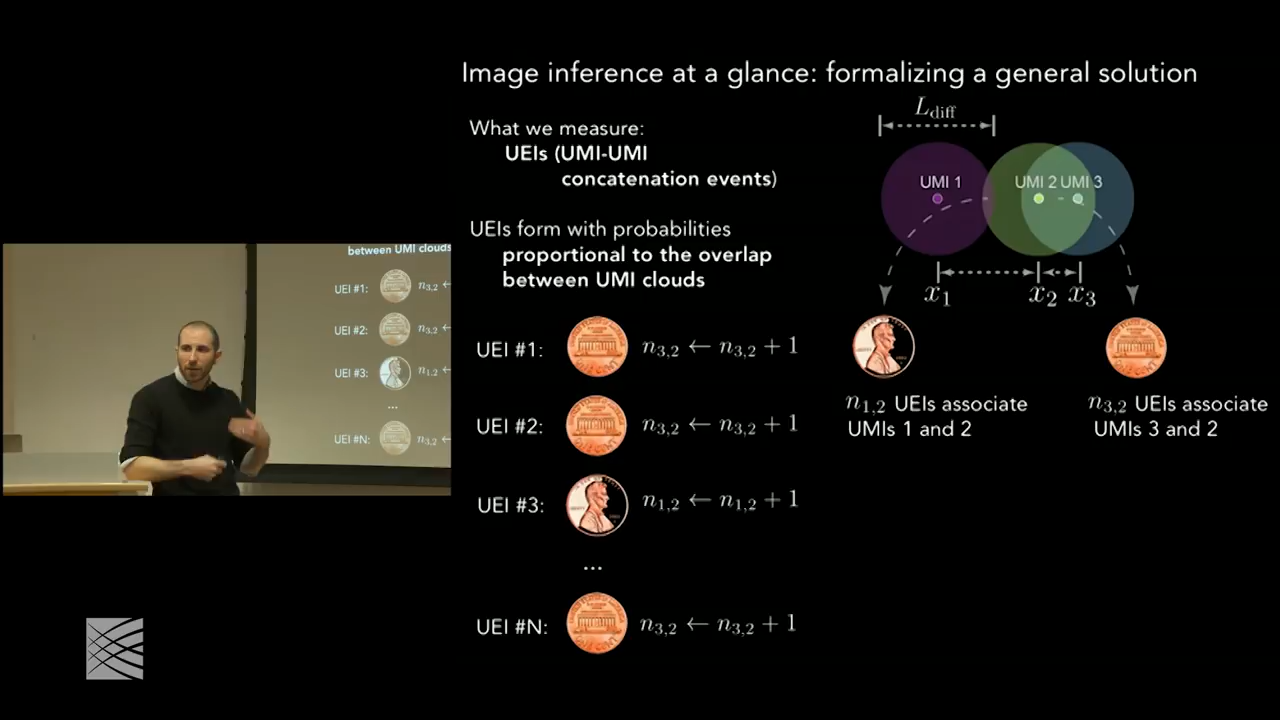 Image inference at a glance: formalizing a general solution
What we measure:
UEIs (UMI-UMI
concatenation events)
UEIs form with probabilities
proportional to the overlap
between UMI clouds
UEI #1: n_{3,2} ← n_{3,2} + 1
UEI #2: n_{3,2} ← n_{3,2} + 1
UEI #3: n_{1,2} ← n_{1,2} + 1
...
UEI #N: n_{3,2} ← n_{3,2} + 1
L_{diff}
UMI 1 UMI 2 UMI 3
x_1 x_2 x_3
n_{1,2} UEIs associate
UMIs 1 and 2
n_{3,2} UEIs associate
UMIs 3 and 2
between UMI clouds
UEI #1: n_{3,2} ←
UEI #2: n_{3,2} ←
UEI #3: n_{1,2} ←
...
UEI #N: n_{3,2} ←